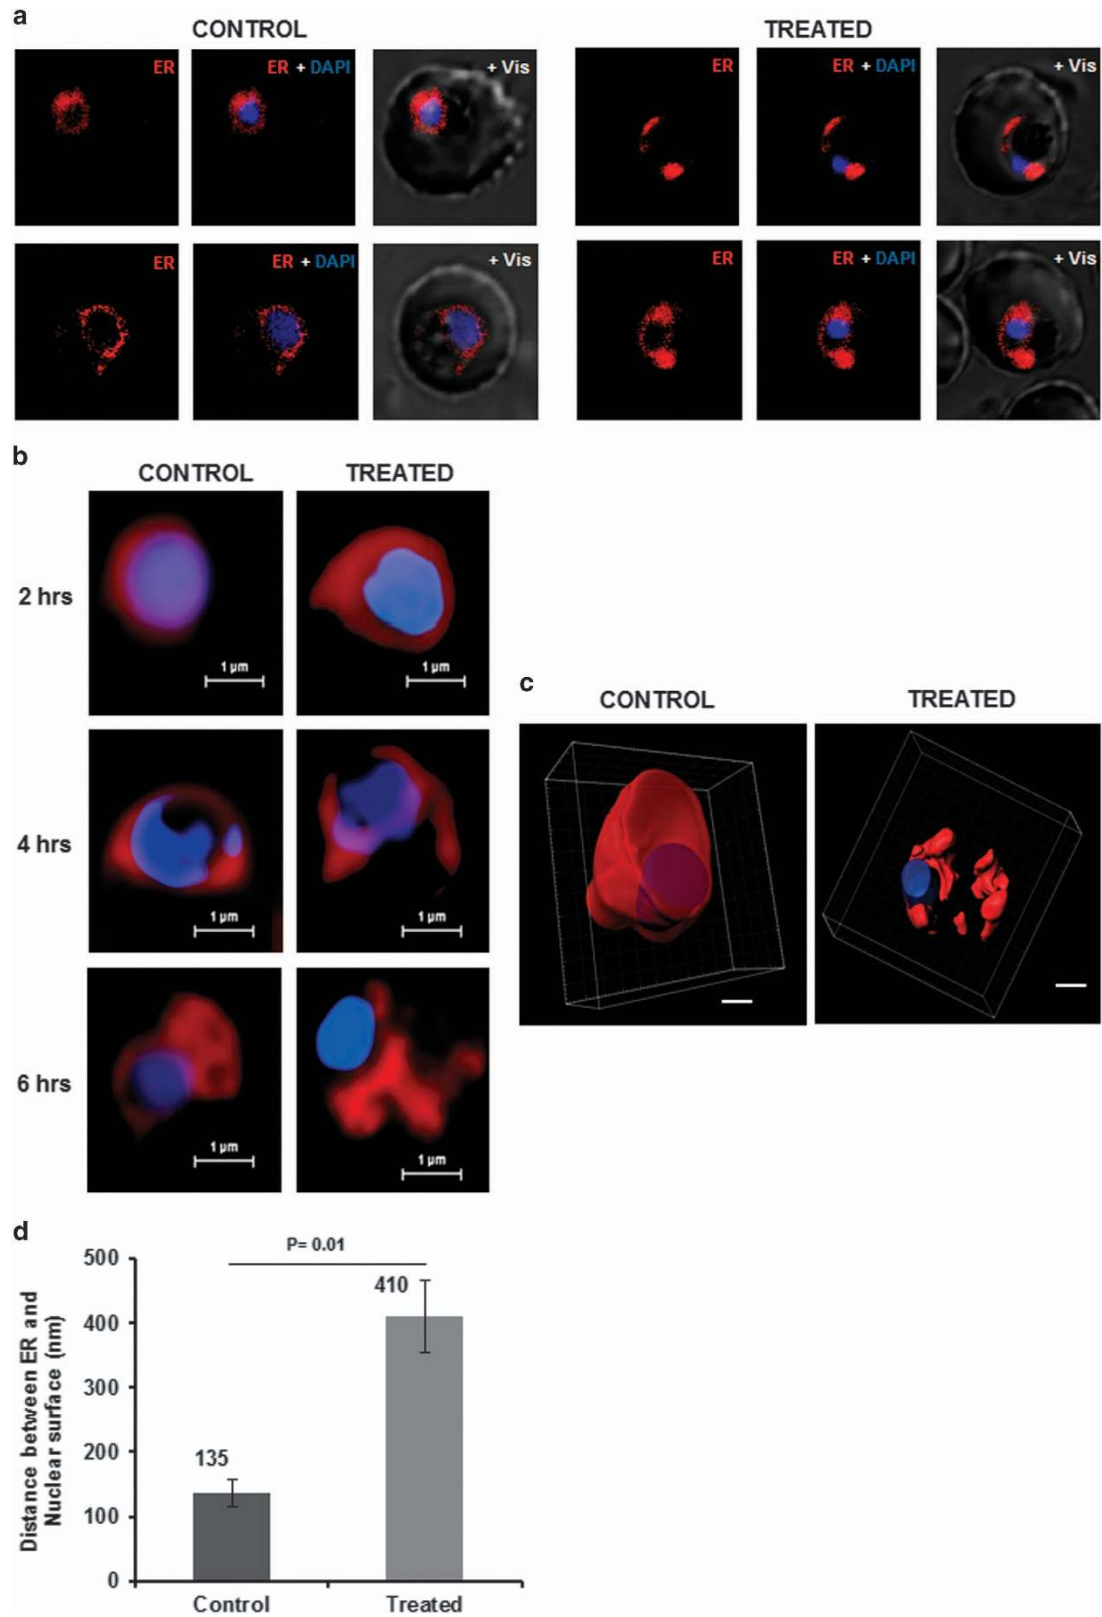 a
CONTROL
TREATED
ER
ER + DAPI
+ Vis
ER
ER + DAPI
+ Vis
ER
ER + DAPI
+ Vis
ER
ER + DAPI
+ Vis
b
CONTROL
TREATED
2 hrs
1 µm
1 µm
4 hrs
1 µm
1 µm
6 hrs
1 µm
1 µm
c
CONTROL
TREATED
d
Distance between ER and
Nuclear surface (nm)
500
400
300
200
100
0
P= 0.01
135
410
Control
Treated